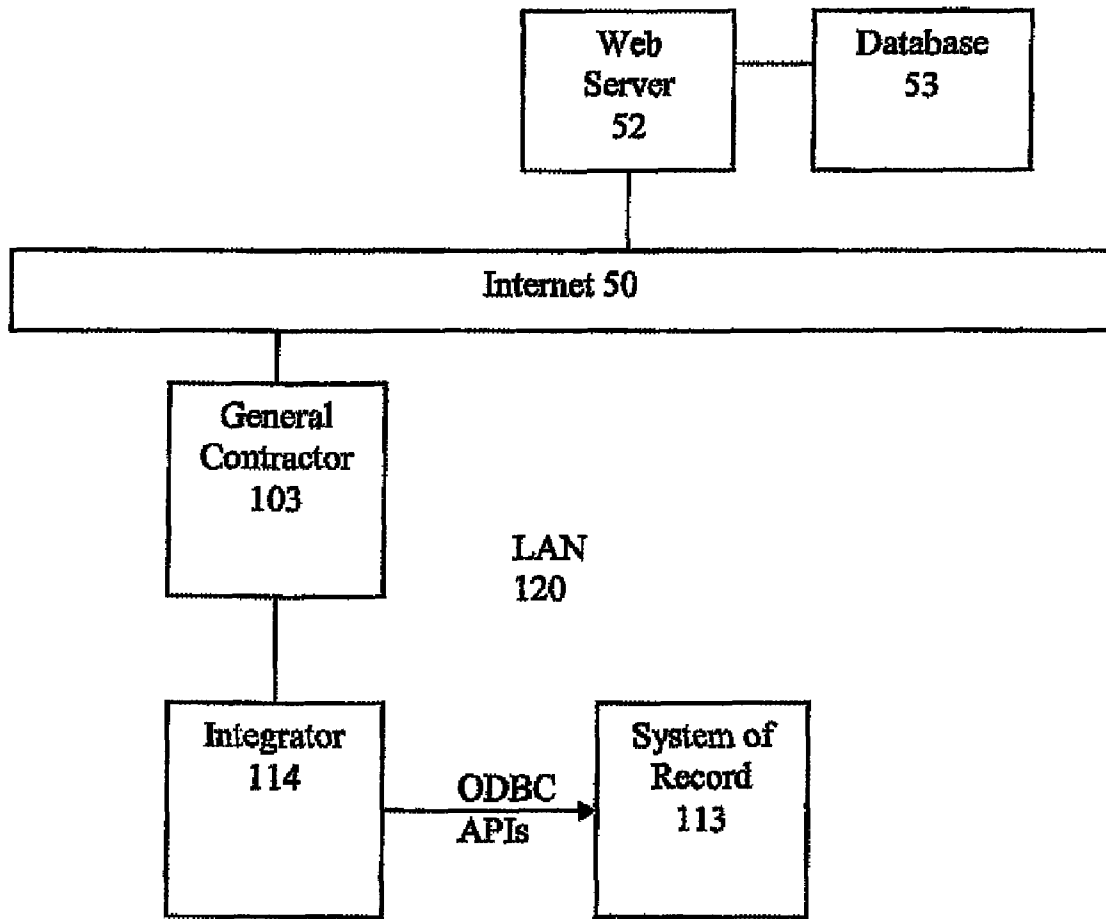 Web
Server
52
Database
53
Internet 50
General
Contractor
103
LAN
120
Integrator
114
ODBC
APIs
System of
Record
113